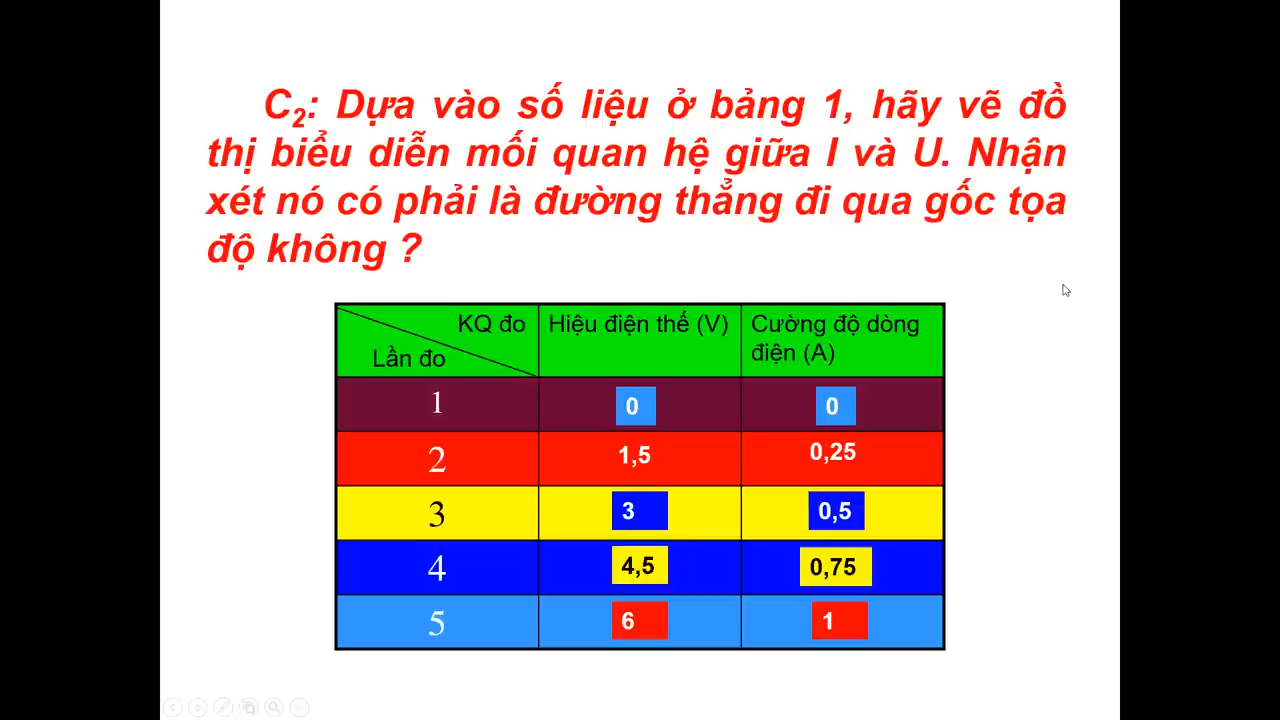 C2: Dựa vào số liệu ở bảng 1, hãy vẽ đồ
thị biểu diễn mối quan hệ giữa I và U. Nhận
xét nó có phải là đường thẳng đi qua gốc tọa
độ không ?
KQ đo
Lần đo
Hiệu điện thế (V)
Cường độ dòng
điện (A)
1 0 0
2 1,5 0,25
3 3 0,5
4 4,5 0,75
5 6 1